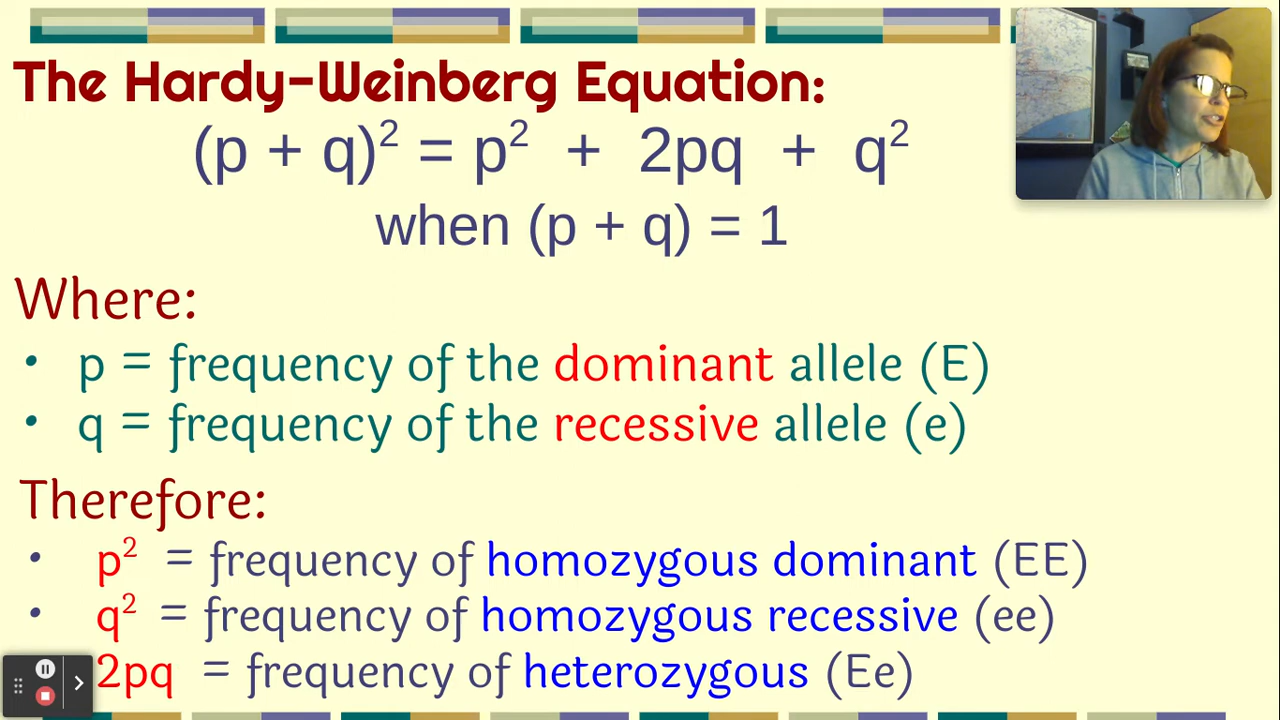 The Hardy-Weinberg Equation:
(p + q)² = p² + 2pq + q²
when (p + q) = 1
Where:
• p = frequency of the dominant allele (E)
• q = frequency of the recessive allele (e)
Therefore:
• p² = frequency of homozygous dominant (EE)
• q² = frequency of homozygous recessive (ee)
2pq = frequency of heterozygous (Ee)